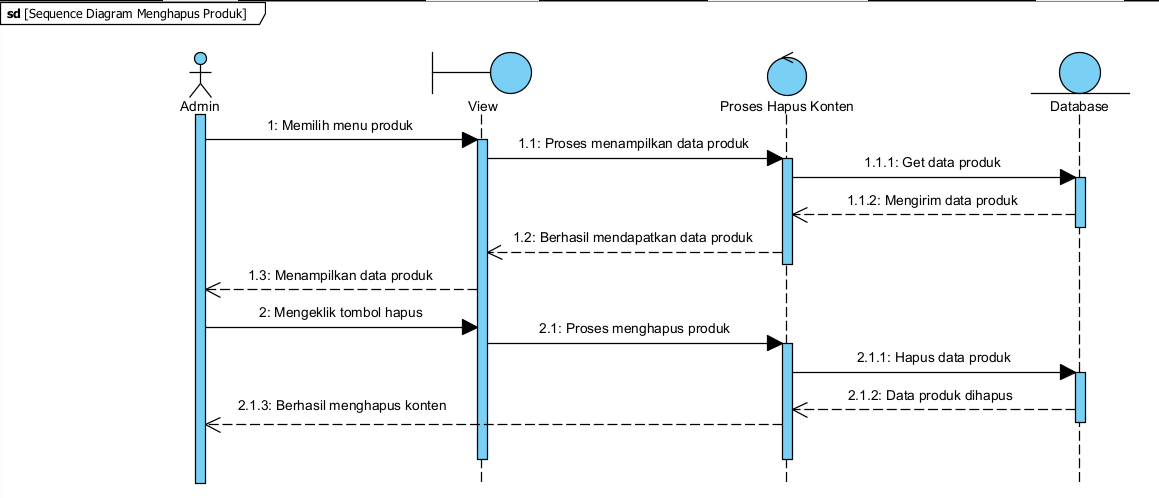 sd [Sequence Diagram Menghapus Produk]
Admin
View
Proses Hapus Konten
Database
1: Memilih menu produk
1.1: Proses menampilkan data produk
1.1.1: Get data produk
1.1.2: Mengirim data produk
1.2: Berhasil mendapatkan data produk
1.3: Menampilkan data produk
2: Mengeklik tombol hapus
2.1: Proses menghapus produk
2.1.1: Hapus data produk
2.1.2: Data produk dihapus
2.1.3: Berhasil menghapus konten